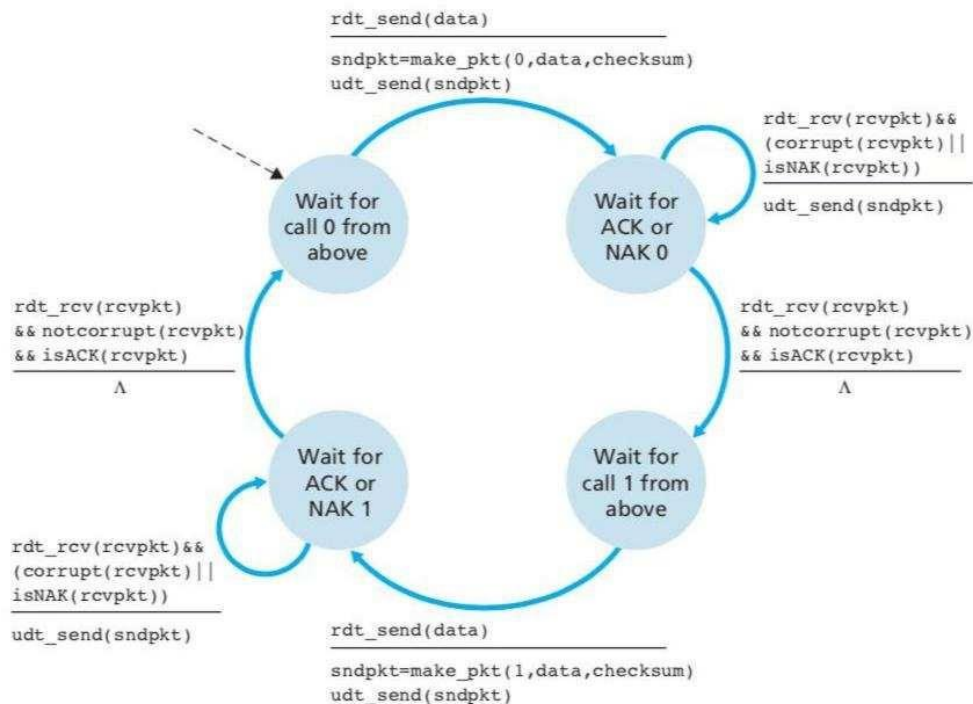 rdt_send(data)
sndpkt=make_pkt(0,data,checksum)
udt_send(sndpkt)
rdt_rcv(rcvpkt)&&
(corrupt(rcvpkt)||
isNAK(rcvpkt))
udt_send(sndpkt)
Wait for
call 0 from
above
Wait for
ACK or
NAK 0
rdt_rcv(rcvpkt)
&& notcorrupt(rcvpkt)
&& isACK(rcvpkt)
Λ
rdt_rcv(rcvpkt)
&& notcorrupt(rcvpkt)
&& isACK(rcvpkt)
Λ
Wait for
ACK or
NAK 1
Wait for
call 1 from
above
rdt_rcv(rcvpkt)&&
(corrupt(rcvpkt)||
isNAK(rcvpkt))
udt_send(sndpkt)
rdt_send(data)
sndpkt=make_pkt(1,data,checksum)
udt_send(sndpkt)